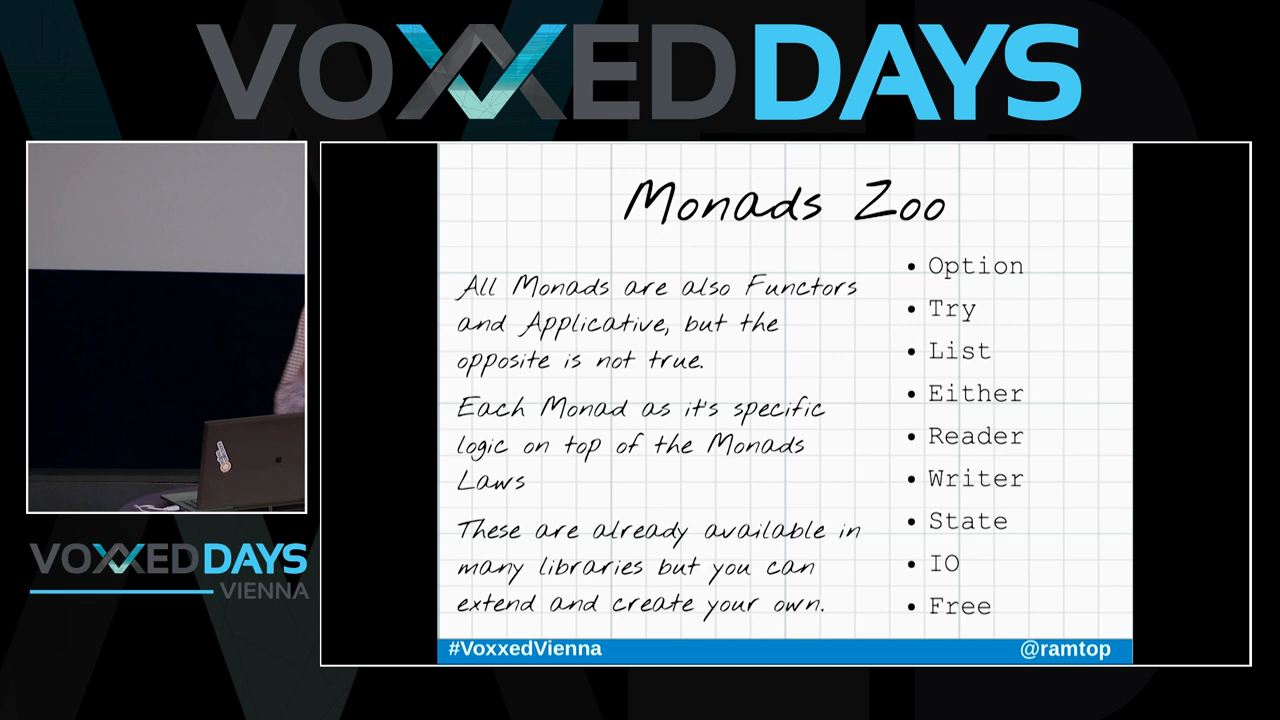 VOXXED DAYS
Monads Zoo
All Monads are also Functors
and Applicative, but the
opposite is not true.
Each Monad as it's specific
logic on top of the Monads
Laws
These are already available in
many libraries but you can
extend and create your own.
• Option
• Try
• List
• Either
• Reader
• Writer
• State
• IO
• Free
#VoxxedVienna
@ramtop
VOXXED DAYS
VIENNA